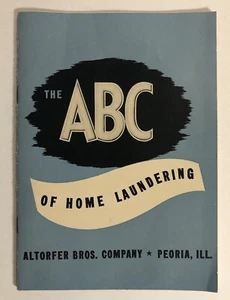 THE
ABC
OF HOME LAUNDERING
ALTORFER BROS. COMPANY ★ PEORIA, ILL.